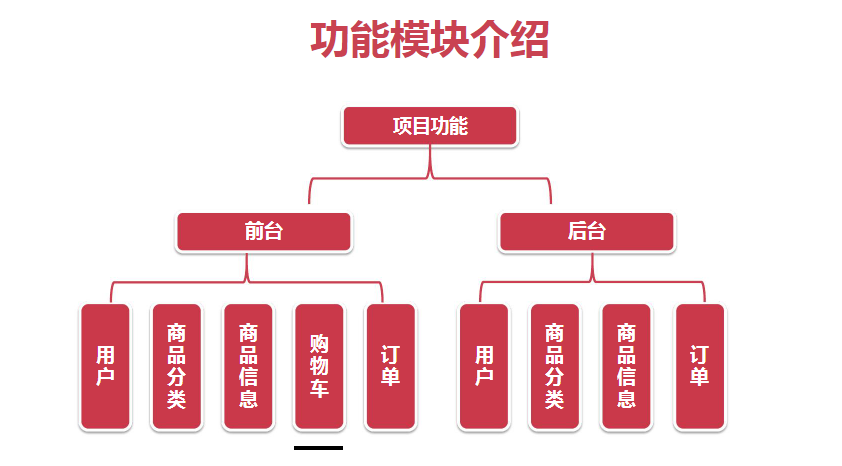 功能模块介绍
项目功能
前台
后台
用户
商品分类
商品信息
购物车
订单
用户
商品分类
商品信息
订单